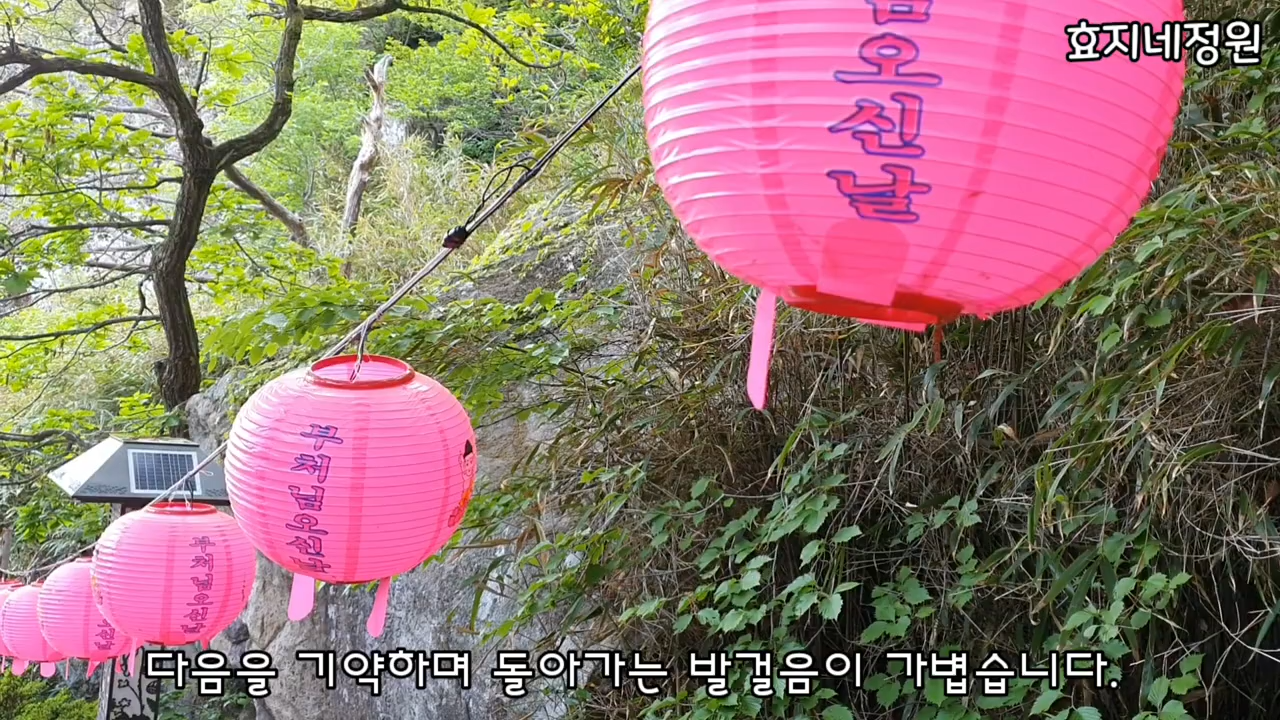 효지네정원
님오신날
부처님오신날
부처님오신날
다음을 기약하며 돌아가는 발걸음이 가볍습니다.